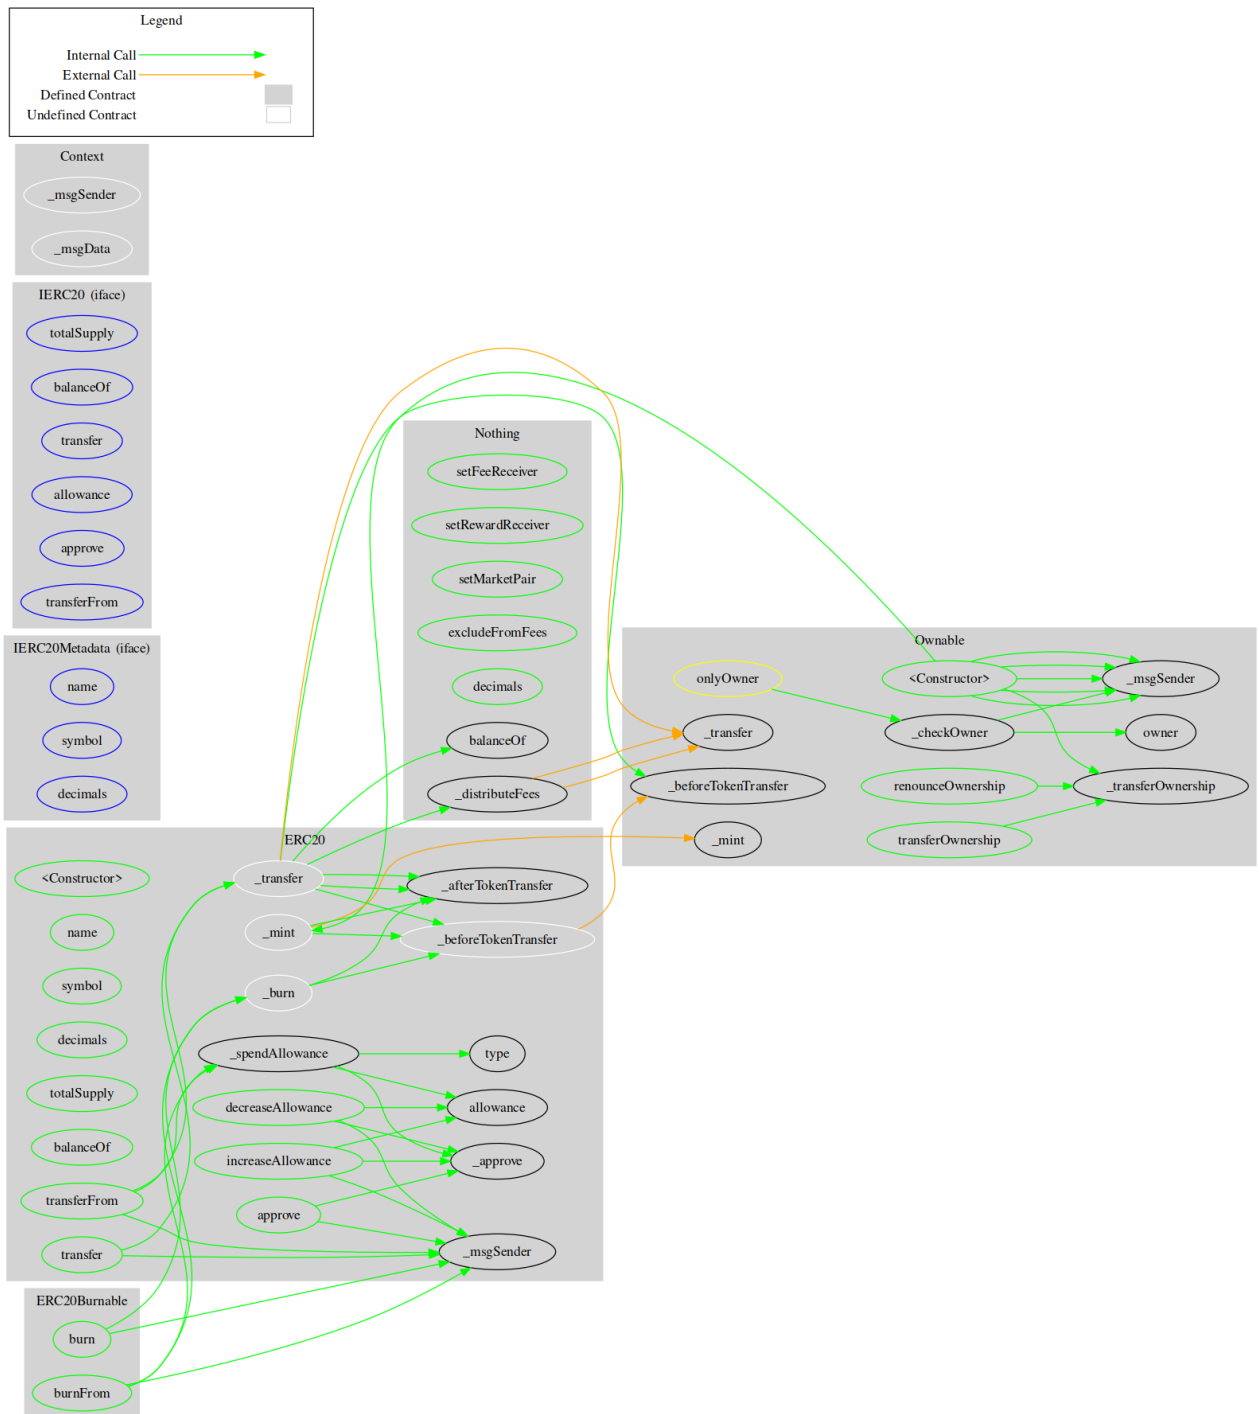 Legend
Internal Call
External Call
Defined Contract
Undefined Contract
Context
_msgSender
_msgData
IERC20 (iface)
totalSupply
balanceOf
transfer
allowance
approve
transferFrom
IERC20Metadata (iface)
name
symbol
decimals
Nothing
setFeeReceiver
setRewardReceiver
setMarketPair
excludeFromFees
decimals
balanceOf
_distributeFees
Ownable
onlyOwner
<Constructor>
_msgSender
_transfer
_checkOwner
owner
_beforeTokenTransfer
renounceOwnership
_transferOwnership
_mint
transferOwnership
ERC20
<Constructor>
_transfer
_afterTokenTransfer
name
_mint
_beforeTokenTransfer
symbol
_burn
decimals
_spendAllowance
type
totalSupply
decreaseAllowance
allowance
balanceOf
increaseAllowance
_approve
transferFrom
approve
transfer
_msgSender
ERC20Burnable
burn
burnFrom